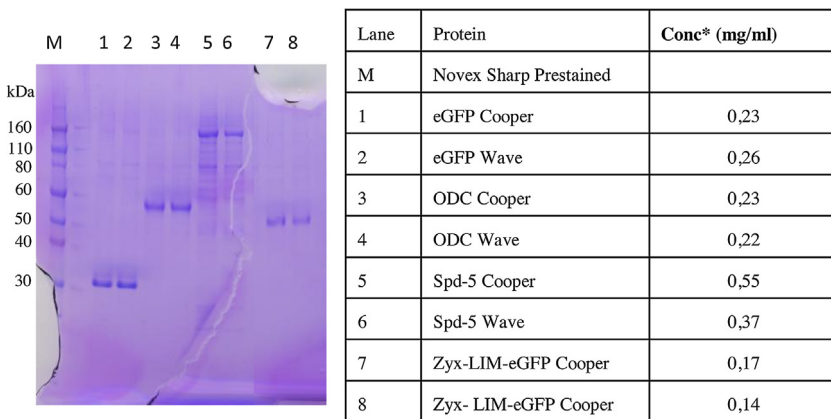 M 1 2 3 4 5 6 7 8
kDa
160
110
80
60
50
40
30
Lane Protein Conc* (mg/ml)
M Novex Sharp Prestained
1 eGFP Cooper 0,23
2 eGFP Wave 0,26
3 ODC Cooper 0,23
4 ODC Wave 0,22
5 Spd-5 Cooper 0,55
6 Spd-5 Wave 0,37
7 Zyx-LIM-eGFP Cooper 0,17
8 Zyx- LIM-eGFP Cooper 0,14